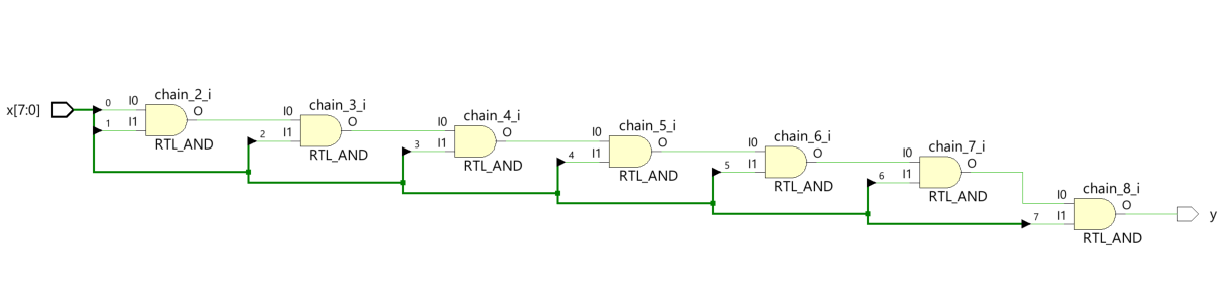 x[7:0]
0
1
I0
I1
chain_2_i
O
RTL_AND
2
I0
I1
chain_3_i
O
RTL_AND
3
I0
I1
chain_4_i
O
RTL_AND
4
I0
I1
chain_5_i
O
RTL_AND
5
I0
I1
chain_6_i
O
RTL_AND
6
I0
I1
chain_7_i
O
RTL_AND
7
I0
I1
chain_8_i
O
RTL_AND
y